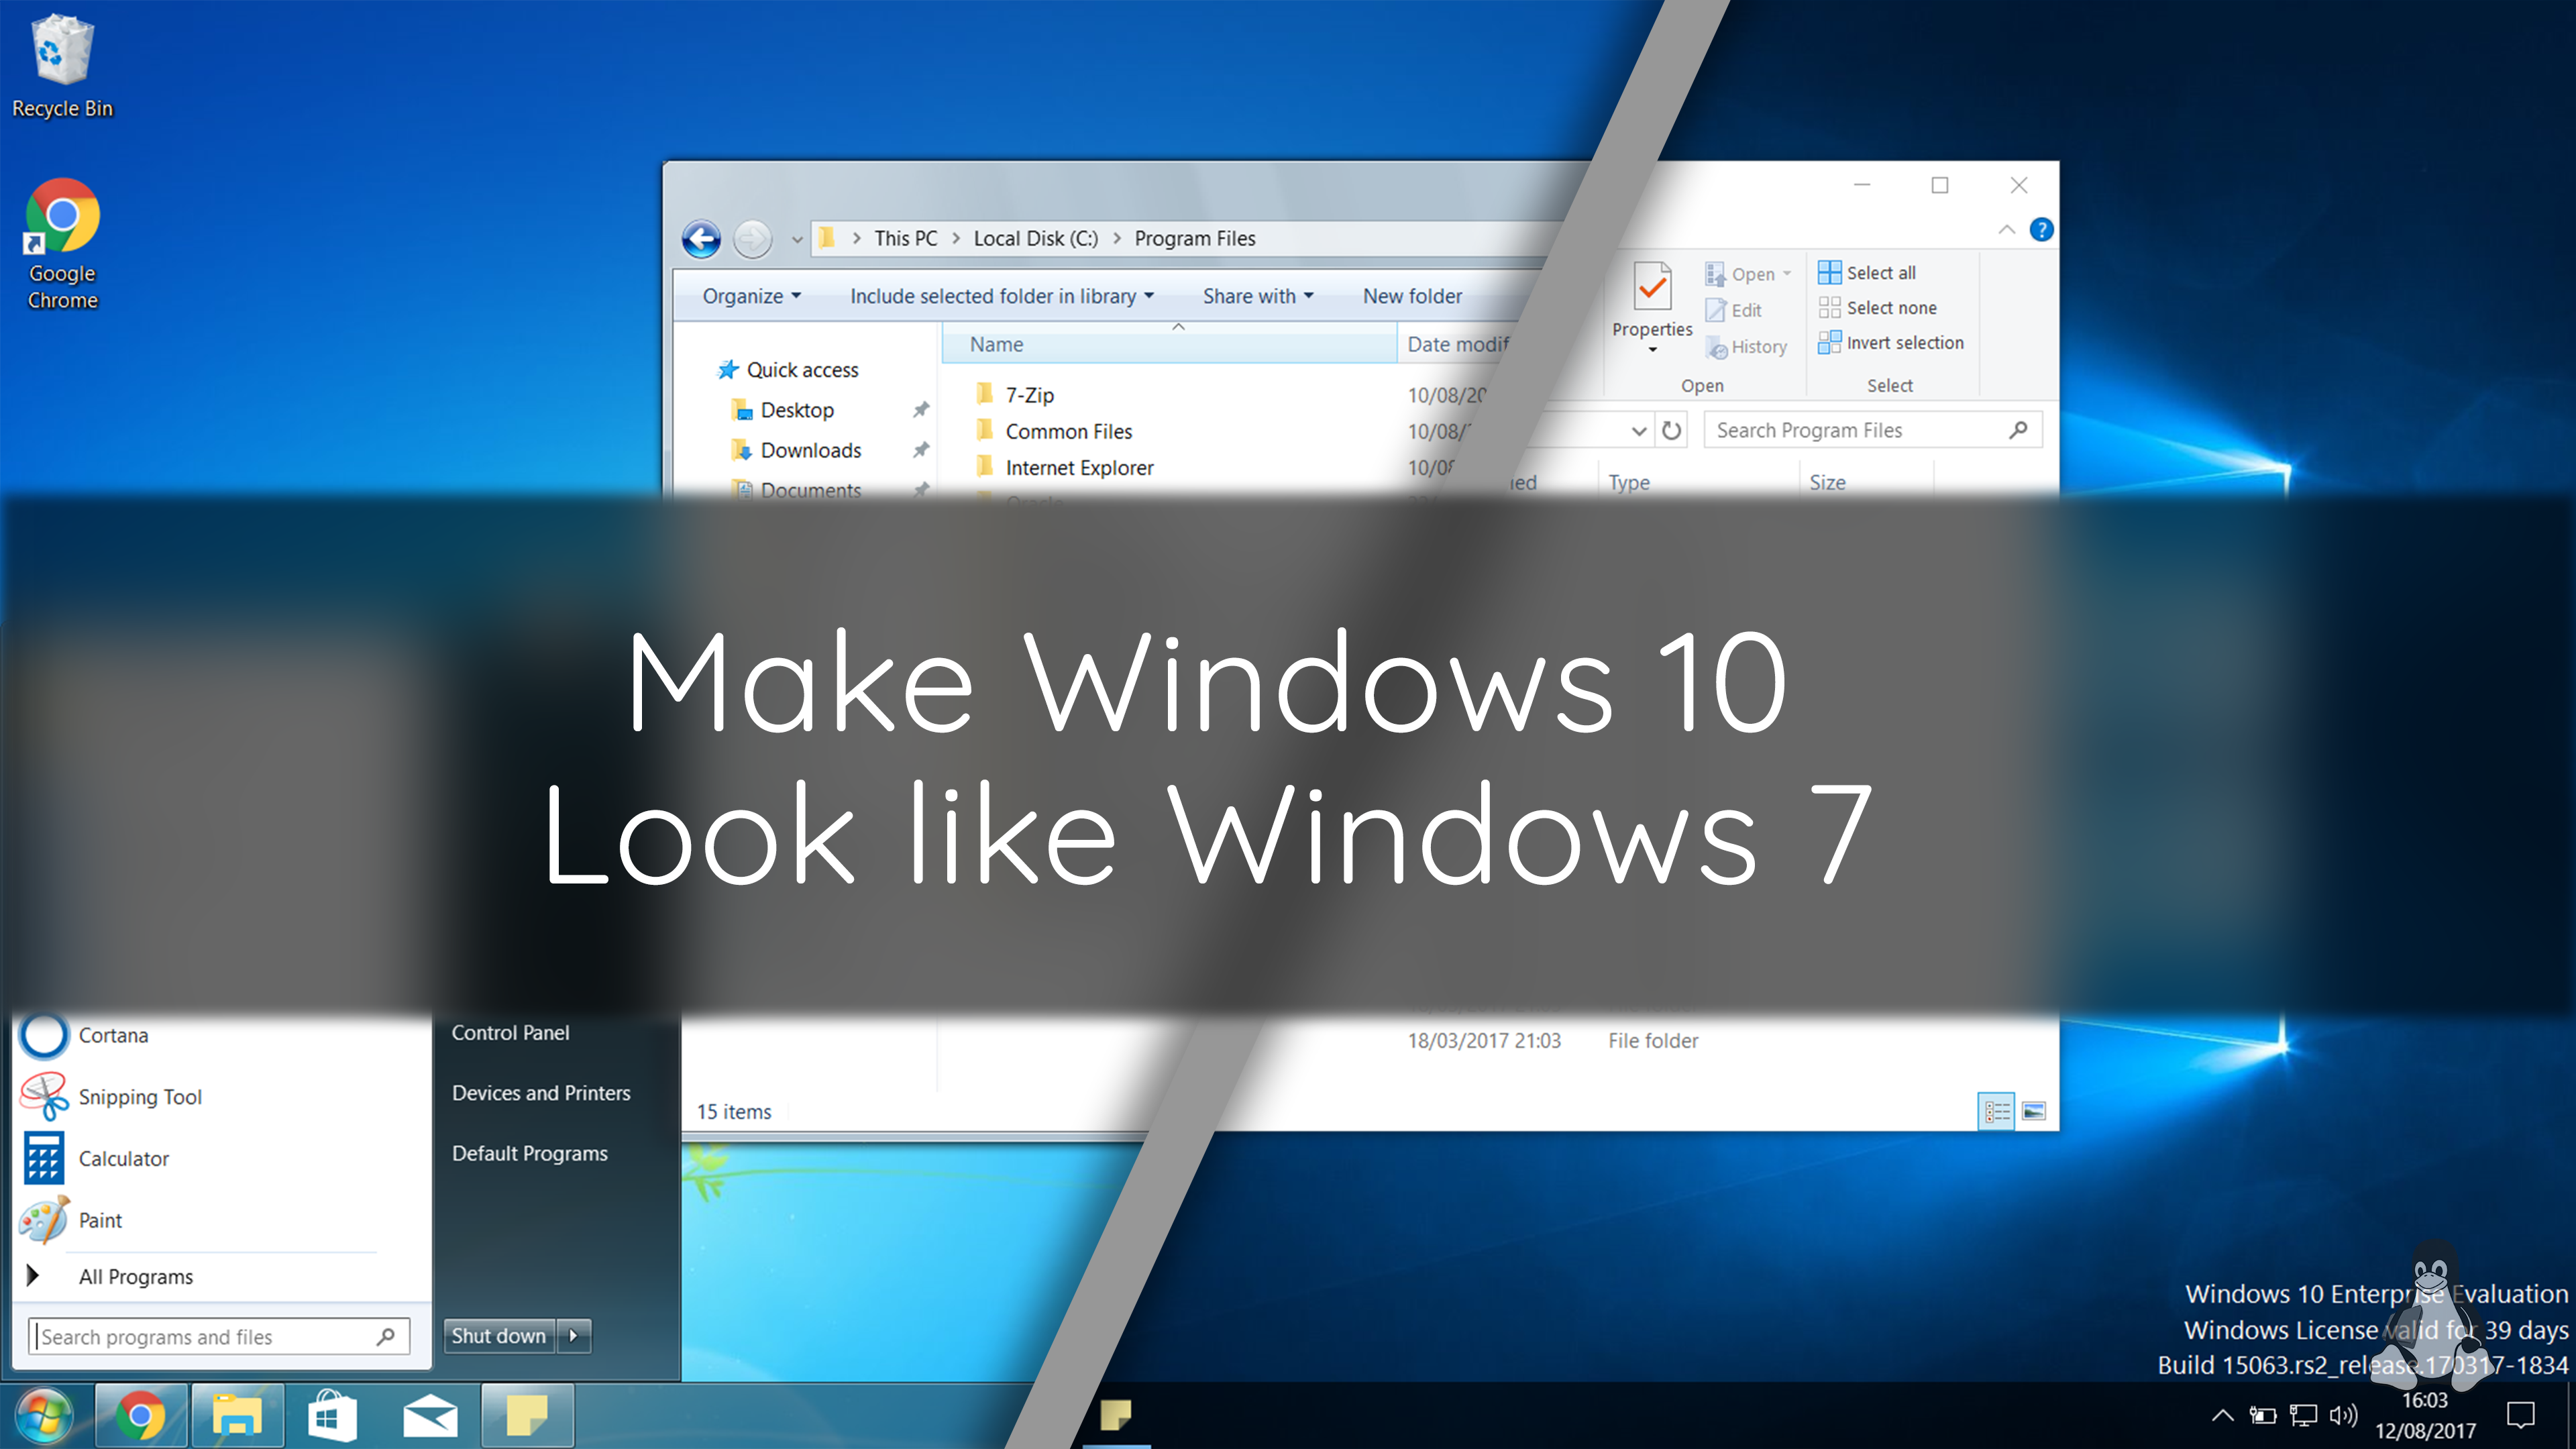 Recycle Bin
Google
Chrome
This PC
Local Disk (C:)
Program Files
Organize
Include selected folder in library
Share with
New folder
Name
Date modif
Quick access
Desktop
Downloads
Documents
7-Zip
10/08/20
Common Files
10/08/
Internet Explorer
10/08
Oracle
?
Properties
Open
Edit
History
Open
Select all
Select none
Invert selection
Select
Search Program Files
ied
Type
Size
Make Windows 10
Look like Windows 7
18/03/2017 21:03
File folder
15 items
Cortana
Snipping Tool
Calculator
Paint
All Programs
Search programs and files
Control Panel
Devices and Printers
Default Programs
Shut down
Windows 10 Enterprise Evaluation
Windows License valid for 39 days
Build 15063.rs2_release.170317-1834
16:03
12/08/2017